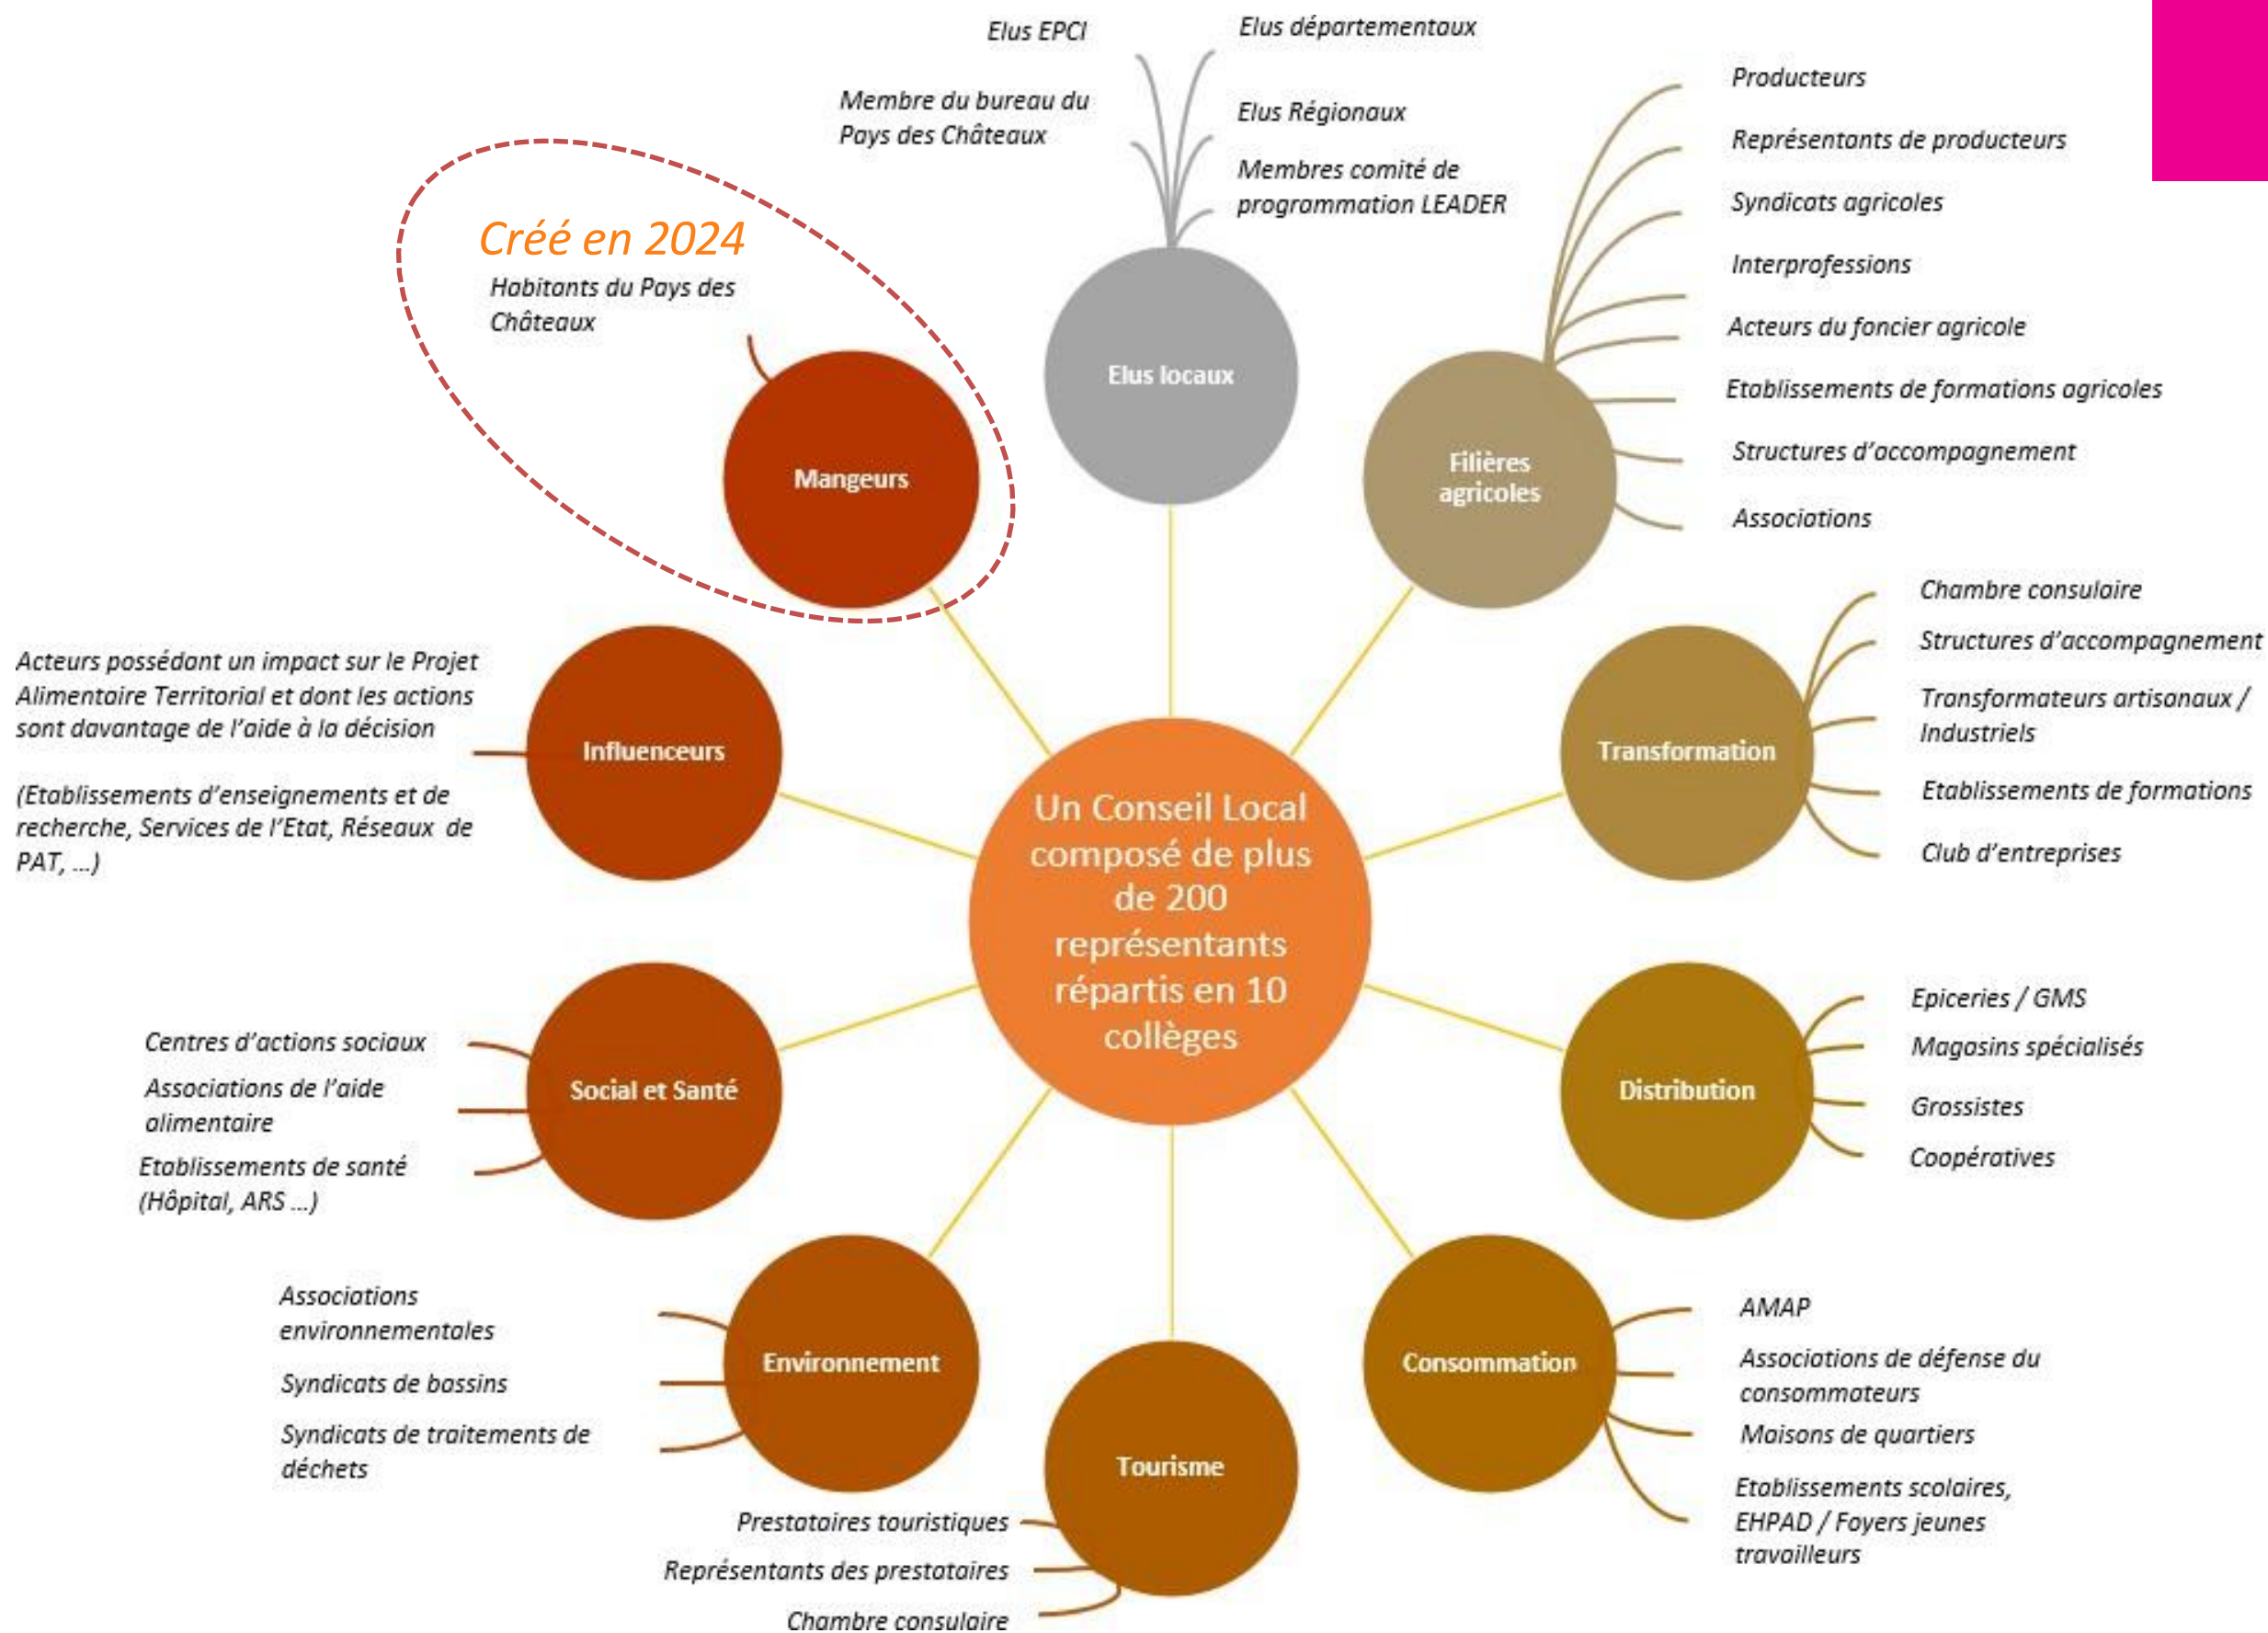 Elus EPCI
Membre du bureau du
Pays des Châteaux
Elus départementaux
Elus Régionaux
Membres comité de
programmation LEADER
Elus locaux
Producteurs
Représentants de producteurs
Syndicats agricoles
Interprofessions
Acteurs du foncier agricole
Etablissements de formations agricoles
Structures d'accompagnement
Associations
Filières
agricoles
Chambre consulaire
Structures d'accompagnement
Transformateurs artisanaux /
Industriels
Etablissements de formations
Club d'entreprises
Transformation
Epiceries / GMS
Magasins spécialisés
Grossistes
Coopératives
Distribution
AMAP
Associations de défense du
consommateurs
Maisons de quartiers
Etablissements scolaires,
EHPAD / Foyers jeunes
travailleurs
Consommation
Tourisme
Prestataires touristiques
Représentants des prestataires
Chambre consulaire
Environnement
Associations
environnementales
Syndicats de bassins
Syndicats de traitements de
déchets
Social et Santé
Centres d'actions sociaux
Associations de l'aide
alimentaire
Etablissements de santé
(Hôpital, ARS ...)
Influenceurs
Acteurs possédant un impact sur le Projet
Alimentaire Territorial et dont les actions
sont davantage de l'aide à la décision
(Etablissements d'enseignements et de
recherche, Services de l'Etat, Réseaux de
PAT, ...)
Créé en 2024
Habitants du Pays des
Châteaux
Mangeurs
Un Conseil Local
composé de plus
de 200
représentants
répartis en 10
collèges